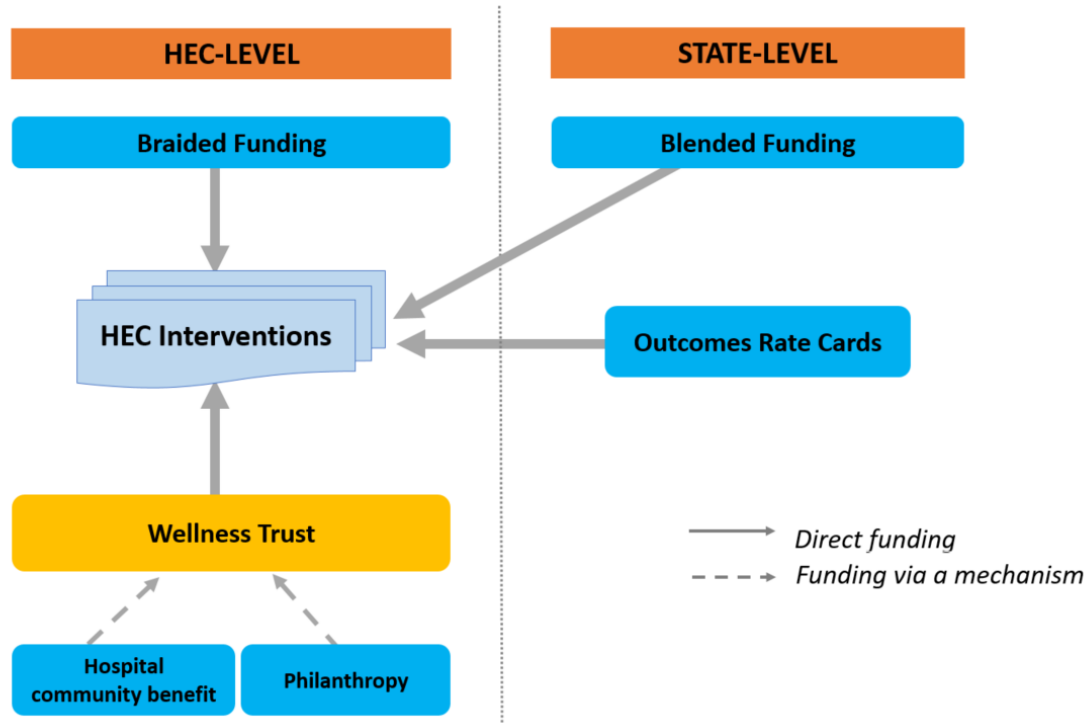 HEC-LEVEL
STATE-LEVEL
Braided Funding
Blended Funding
HEC Interventions
Outcomes Rate Cards
Wellness Trust
Direct funding
Funding via a mechanism
Hospital
community benefit
Philanthropy